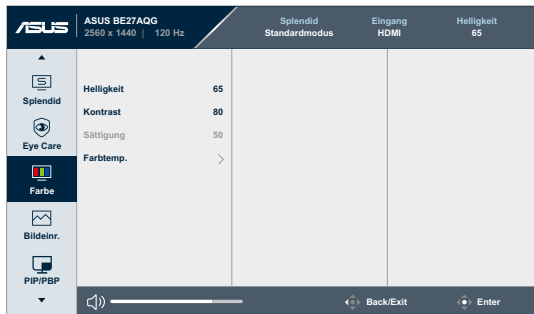 ASUS
ASUS BE27AQG
2560 x 1440 | 120 Hz
Splendid
Standardmodus
Eingang
HDMI
Helligkeit
65
Splendid
Eye Care
Farbe
Bildeinr.
PIP/PBP
Helligkeit 65
Kontrast 80
Sättigung 50
Farbtemp.
Back/Exit
Enter